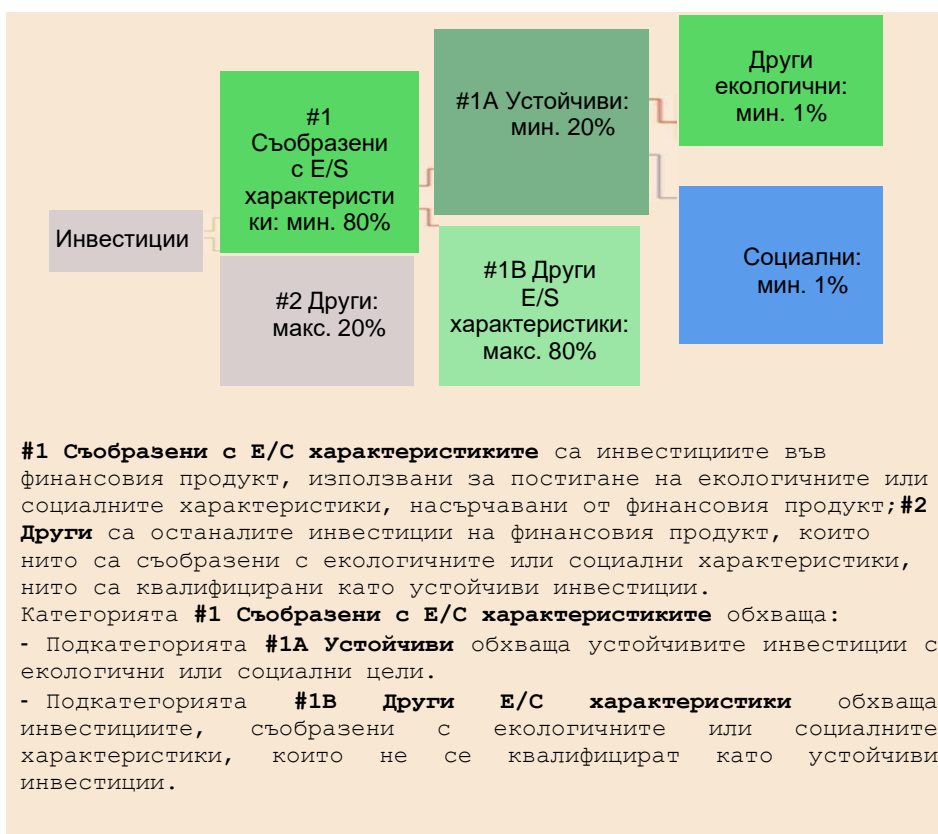 Инвестиции
#1
Съобразени
с E/S
характеристи
ки: мин. 80%
#2 Други:
макс. 20%
#1A Устойчиви:
мин. 20%
#1B Други
E/S
характеристики:
макс. 80%
Други
екологични:
мин. 1%
Социални:
мин. 1%
#1 Съобразени с Е/С характеристиките са инвестициите във
финансовия продукт, използвани за постигане на екологичните или
социалните характеристики, насърчавани от финансовия продукт;#2
Други са останалите инвестиции на финансовия продукт, които
нито са съобразени с екологичните или социални характеристики,
нито са квалифицирани като устойчиви инвестиции.
Категорията #1 Съобразени с Е/С характеристиките обхваща:
- Подкатегорията #1А Устойчиви обхваща устойчивите инвестиции с
екологични или социални цели.
- Подкатегорията #1В Други Е/С характеристики обхваща
инвестициите, съобразени с екологичните или социалните
характеристики, които не се квалифицират като устойчиви
инвестиции.